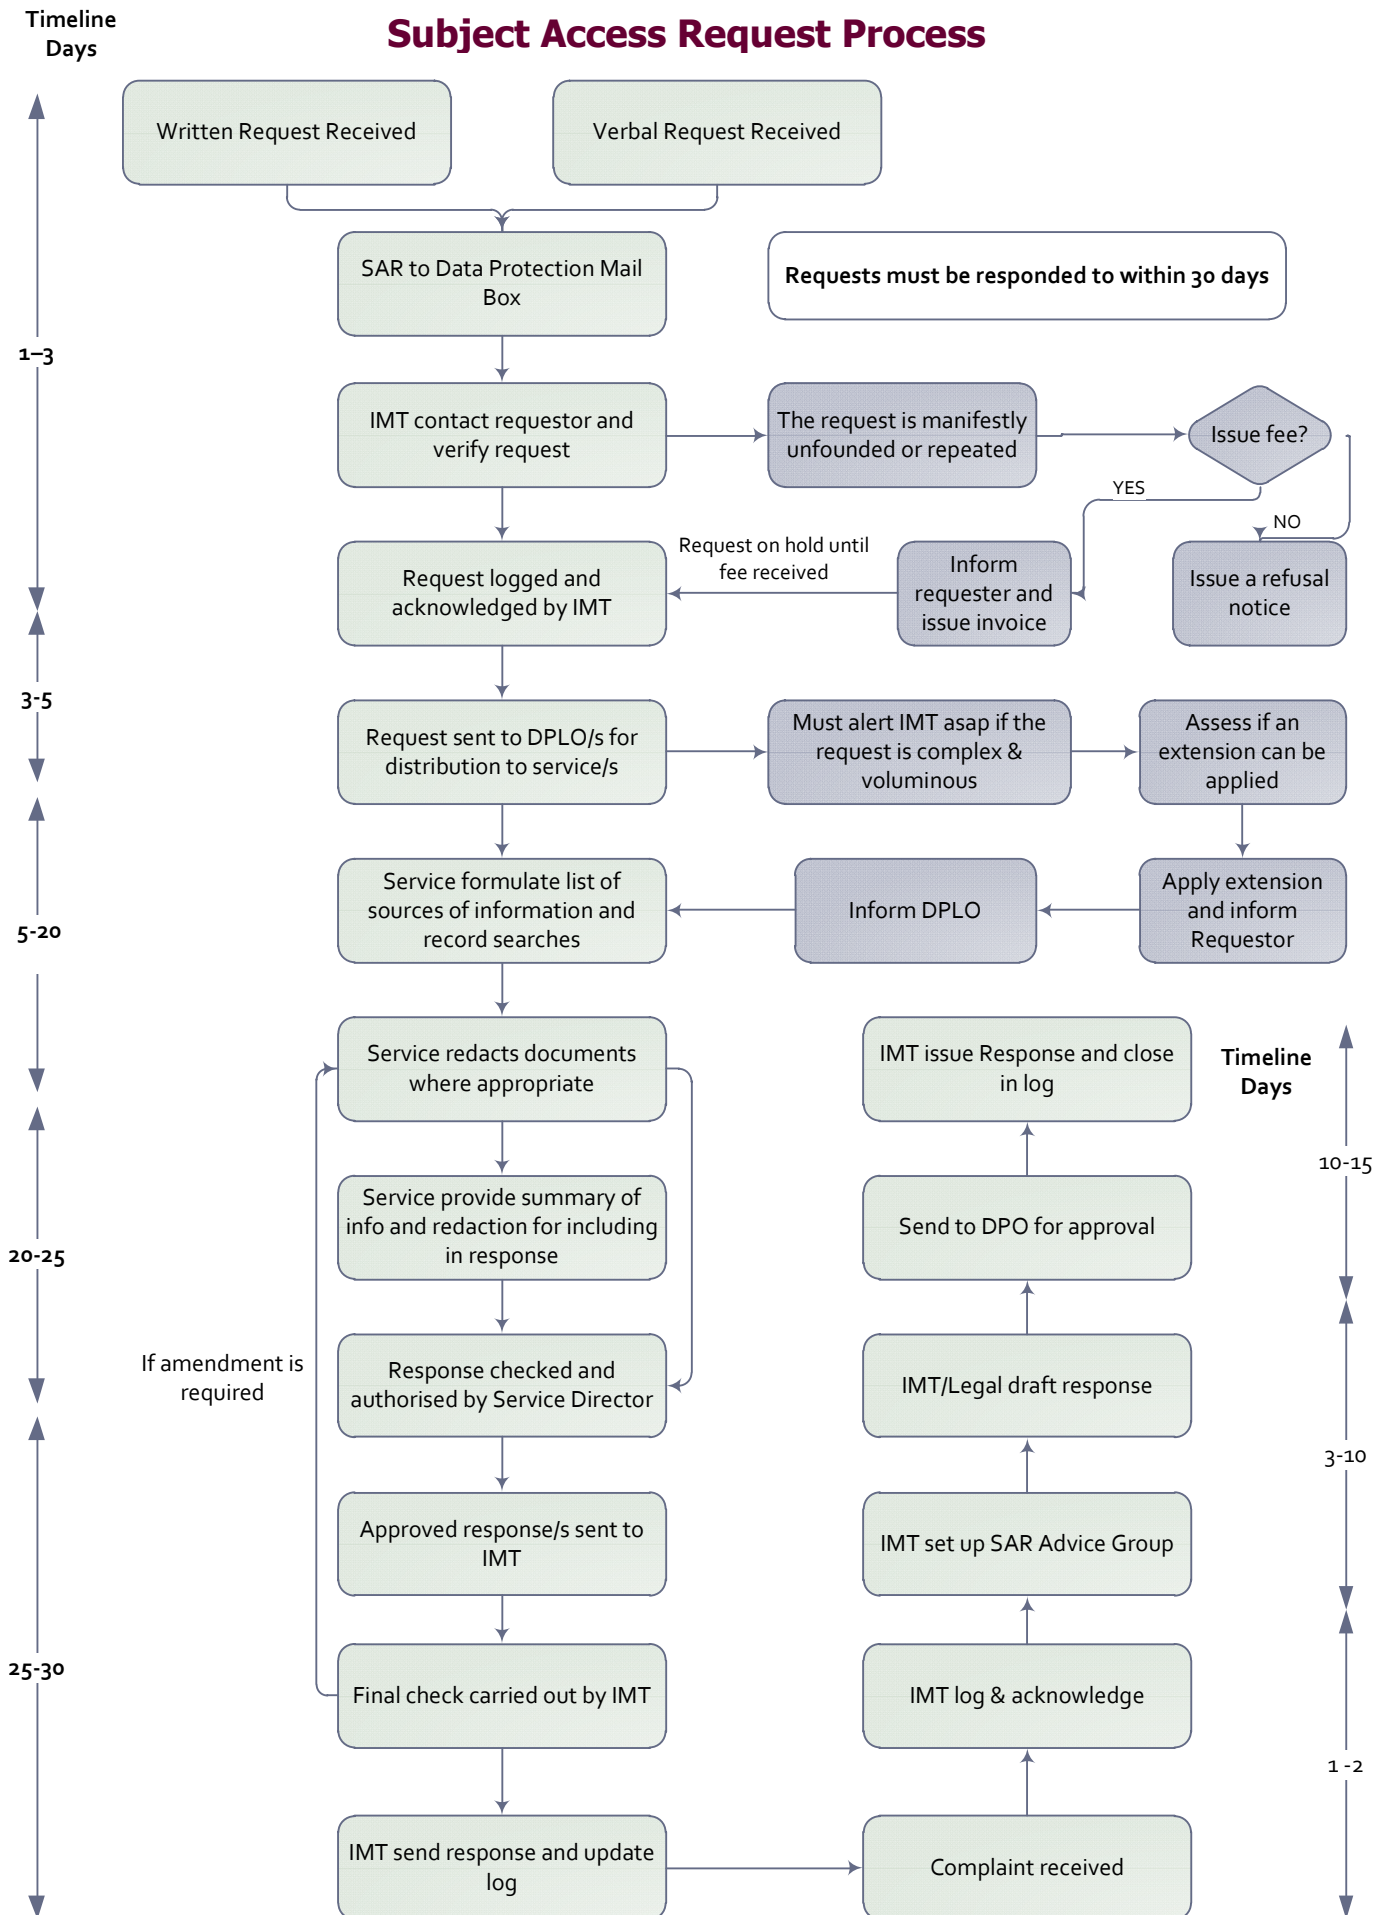 Timeline
Days
Subject Access Request Process
Written Request Received
Verbal Request Received
SAR to Data Protection Mail
Box
Requests must be responded to within 30 days
1–3
IMT contact requestor and
verify request
The request is manifestly
unfounded or repeated
Issue fee?
YES
NO
Request logged and
acknowledged by IMT
Request on hold until
fee received
Inform
requester and
issue invoice
Issue a refusal
notice
3-5
Request sent to DPLO/s for
distribution to service/s
Must alert IMT asap if the
request is complex &
voluminous
Assess if an
extension can be
applied
5-20
Service formulate list of
sources of information and
record searches
Inform DPLO
Apply extension
and inform
Requestor
Service redacts documents
where appropriate
IMT issue Response and close
in log
Timeline
Days
10-15
Service provide summary of
info and redaction for including
in response
Send to DPO for approval
20-25
If amendment is
required
Response checked and
authorised by Service Director
IMT/Legal draft response
3-10
Approved response/s sent to
IMT
IMT set up SAR Advice Group
25-30
Final check carried out by IMT
IMT log & acknowledge
1 -2
IMT send response and update
log
Complaint received